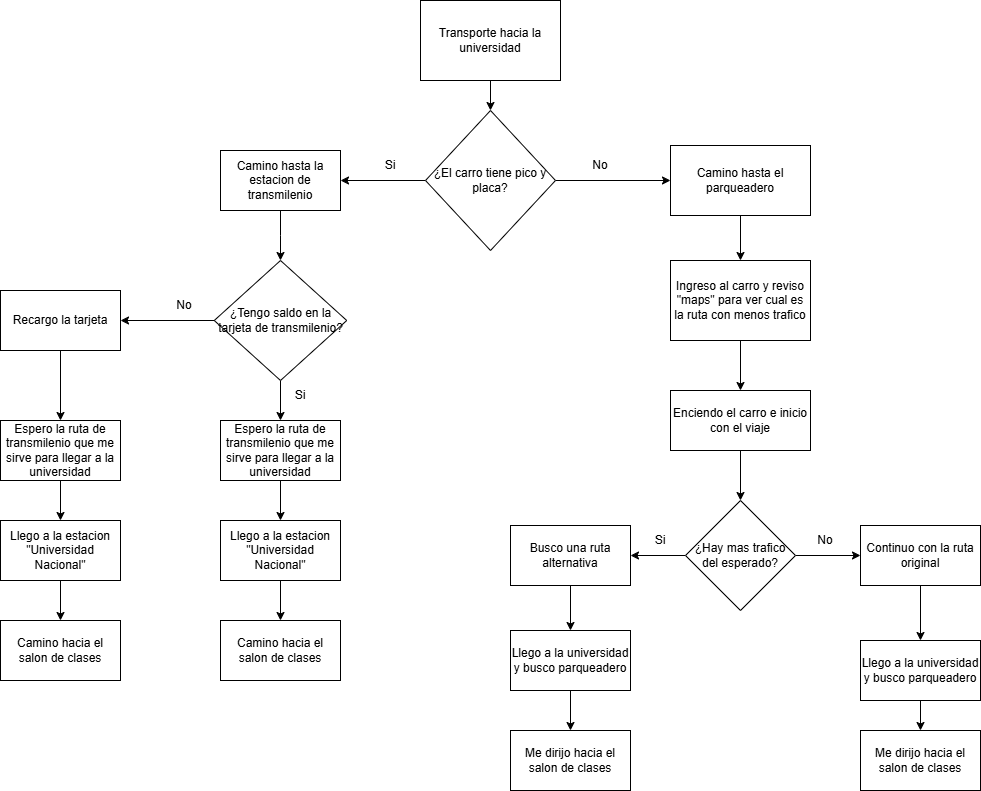 Transporte hacia la
universidad
¿El carro tiene pico y
placa?
Si
No
Camino hasta la
estacion de
transmilenio
Camino hasta el
parqueadero
¿Tengo saldo en la
tarjeta de transmilenio?
No
Si
Recargo la tarjeta
Ingreso al carro y reviso
"maps" para ver cual es
la ruta con menos trafico
Enciendo el carro e inicio
con el viaje
Espero la ruta de
transmilenio que me
sirve para llegar a la
universidad
Espero la ruta de
transmilenio que me
sirve para llegar a la
universidad
Llego a la estacion
"Universidad
Nacional"
Llego a la estacion
"Universidad
Nacional"
¿Hay mas trafico
del esperado?
Si
No
Busco una ruta
alternativa
Continuo con la ruta
original
Camino hacia el
salon de clases
Camino hacia el
salon de clases
Llego a la universidad
y busco parqueadero
Llego a la universidad
y busco parqueadero
Me dirijo hacia el
salon de clases
Me dirijo hacia el
salon de clases